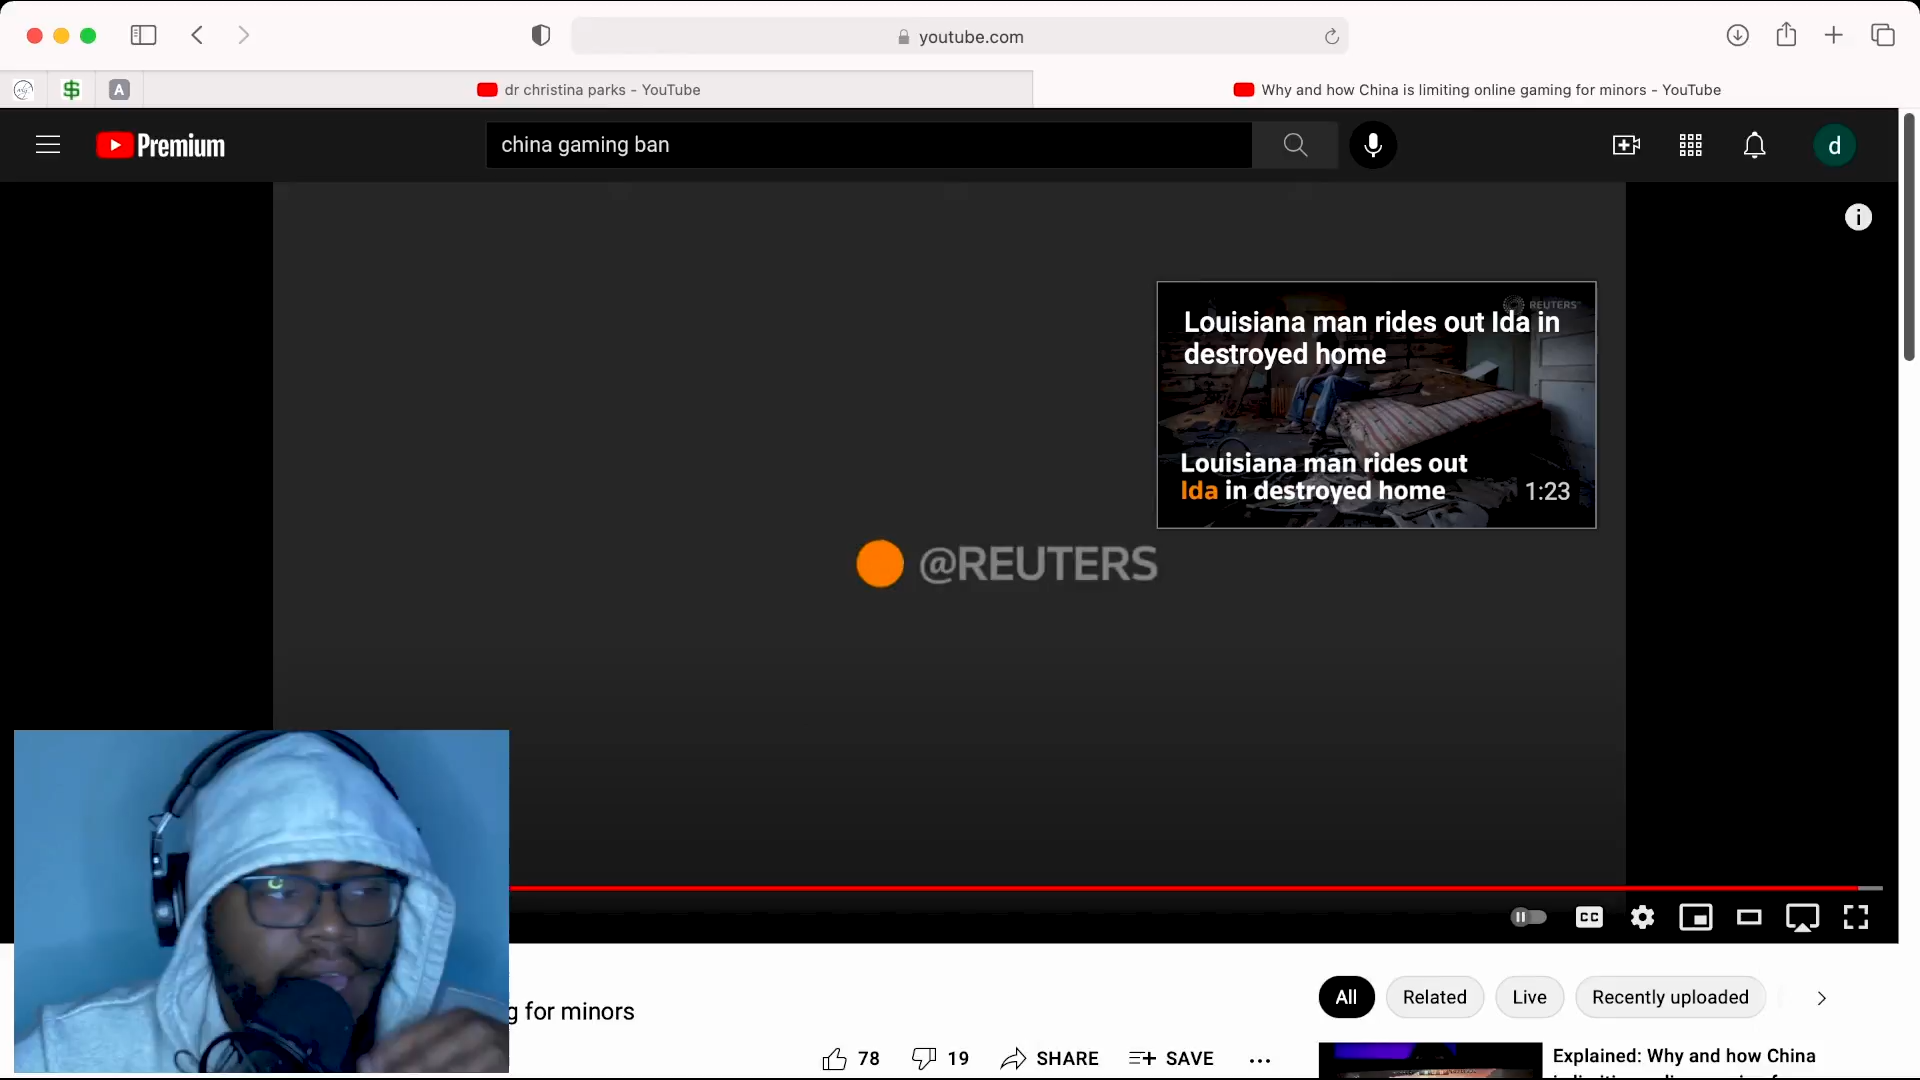 youtube.com
A
dr christina parks - YouTube
Why and how China is limiting online gaming for minors - YouTube
Premium
china gaming ban
d
REUTERS
Louisiana man rides out Ida in
destroyed home
Louisiana man rides out
Ida in destroyed home
1:23
@REUTERS
CC
g for minors
78
19
SHARE
SAVE
All
Related
Live
Recently uploaded
Explained: Why and how China